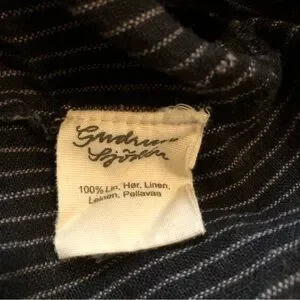 Gudrun
Sjödén
100% Lin, Hør, Linen,
Leinen, Pellavaa